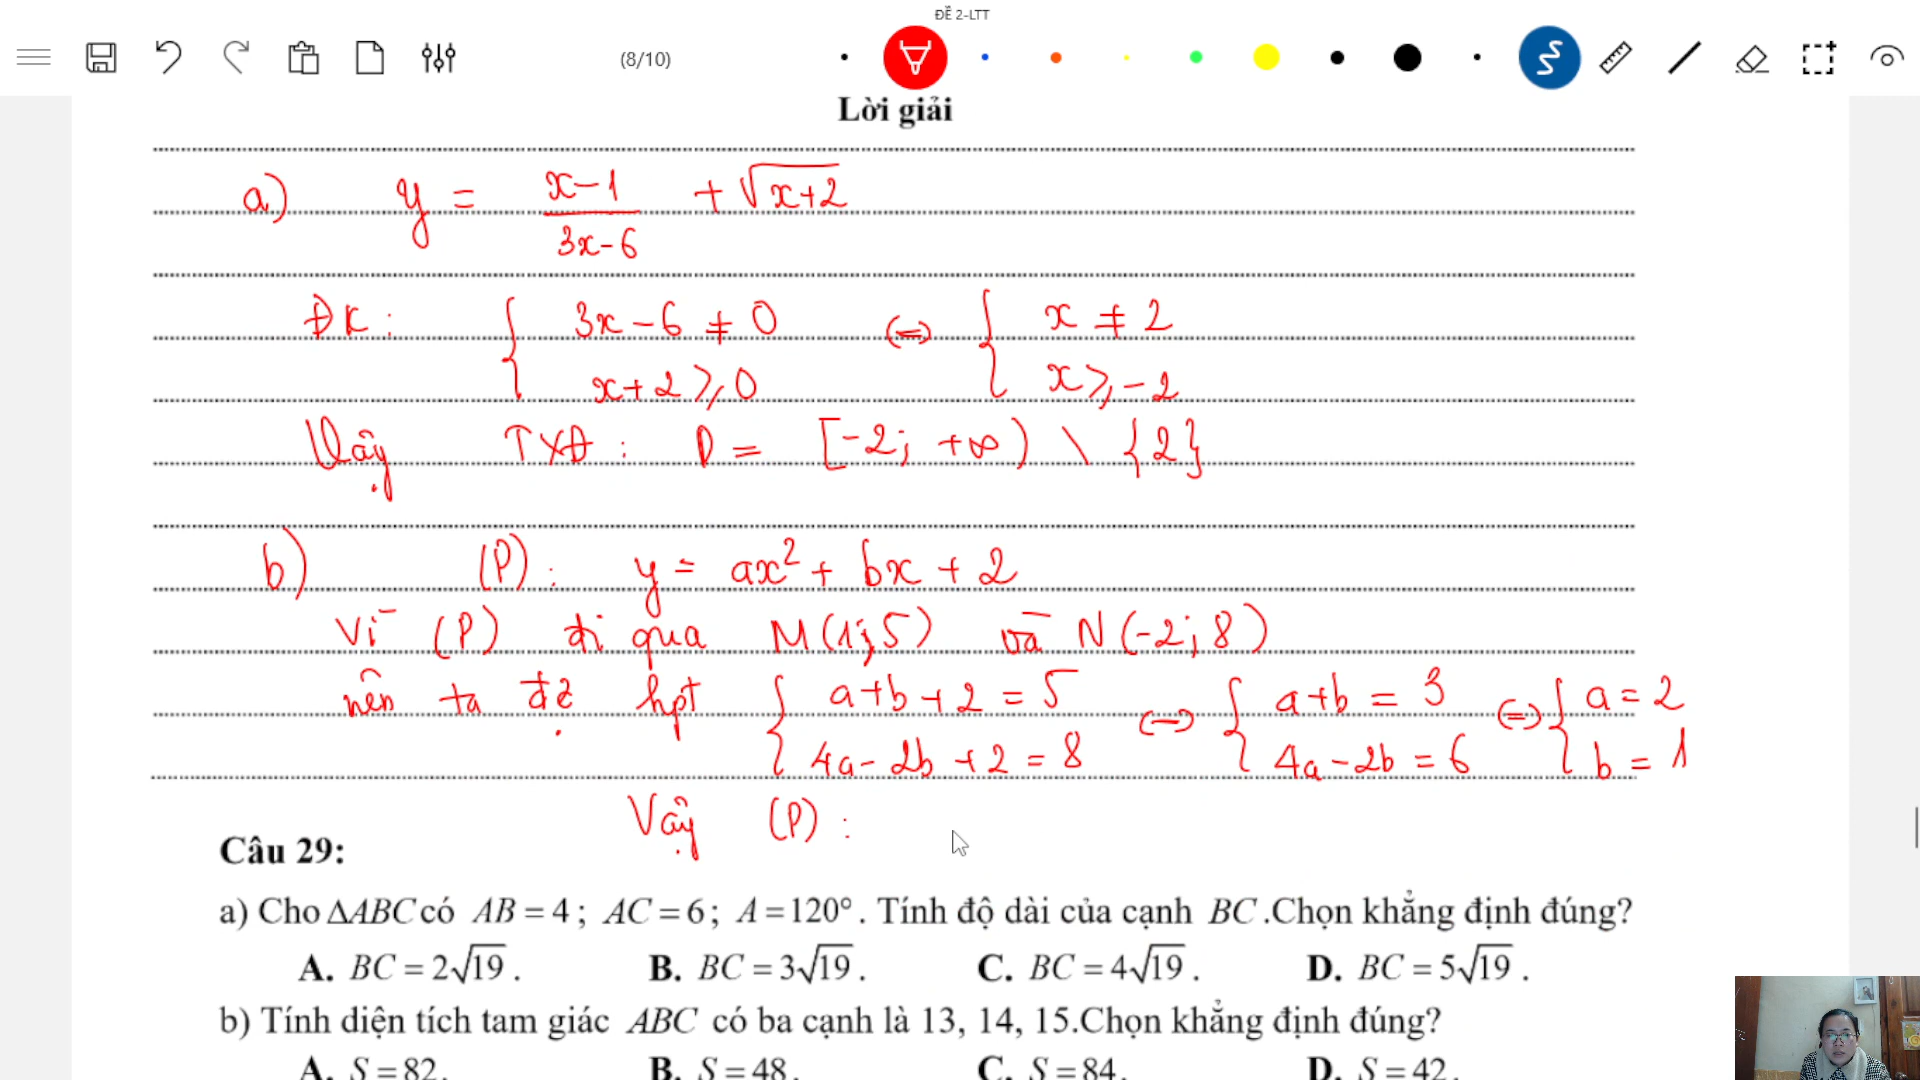 ĐỀ 2-LTT
(8/10)
Lời giải
a) y = \frac{x-1}{3x-6} + \sqrt{x+2}
ĐK: { 3x-6 ≠ 0 ⇔ { x ≠ 2
x+2 ≥ 0 x ≥ -2
Vậy TXĐ: D = [-2; +∞) \ {2}
b) (P): y = ax² + bx + 2
Vì (P) đi qua M(1;5) và N(-2;8)
nên ta đc hpt { a+b+2 = 5 ⇔ { a+b = 3 ⇔ { a = 2
4a-2b+2 = 8 4a-2b = 6 b = 1
Vậy (P):
Câu 29:
a) Cho ΔABC có AB = 4; AC = 6; A = 120°. Tính độ dài của cạnh BC.Chọn khẳng định đúng?
A. BC = 2√19. B. BC = 3√19. C. BC = 4√19. D. BC = 5√19.
b) Tính diện tích tam giác ABC có ba cạnh là 13, 14, 15.Chọn khẳng định đúng?
A. S = 82. B. S = 48. C. S = 84. D. S = 42.